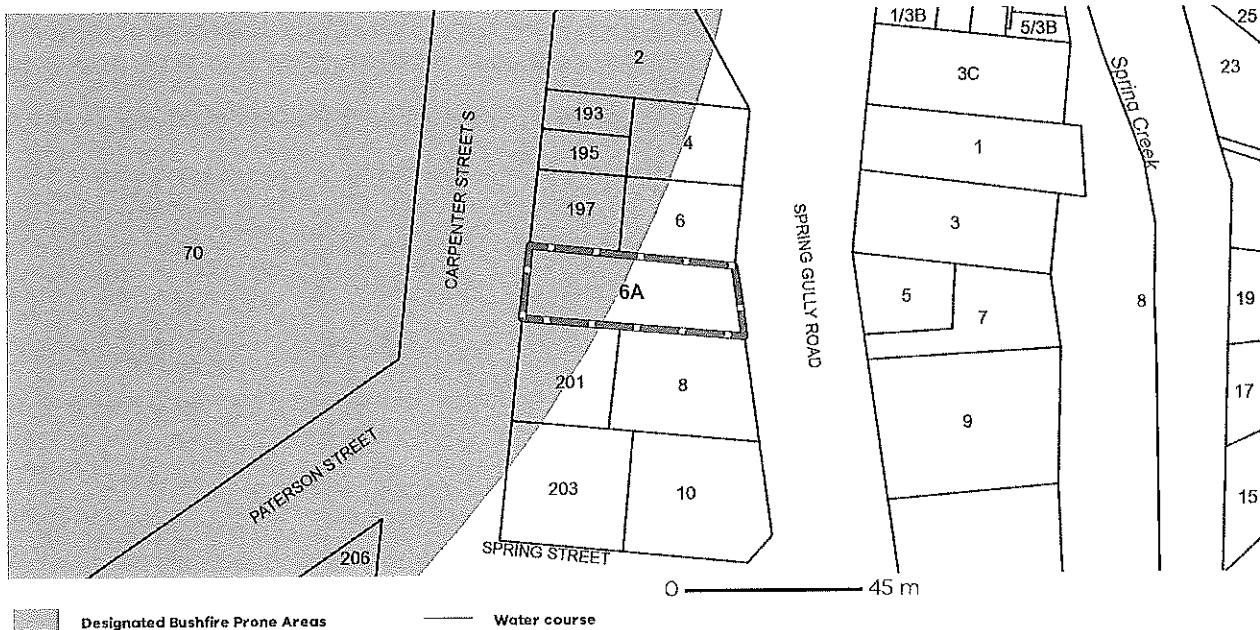 1/3B
5/3B
25
2
3C
23
Spring Creek
193
4
1
195
CARPENTER STREET S
197
6
3
SPRING GULLY ROAD
70
6A
5
7
8
19
201
8
17
9
PATERSON STREET
203
10
15
206
SPRING STREET
0 45 m
Designated Bushfire Prone Areas Water course